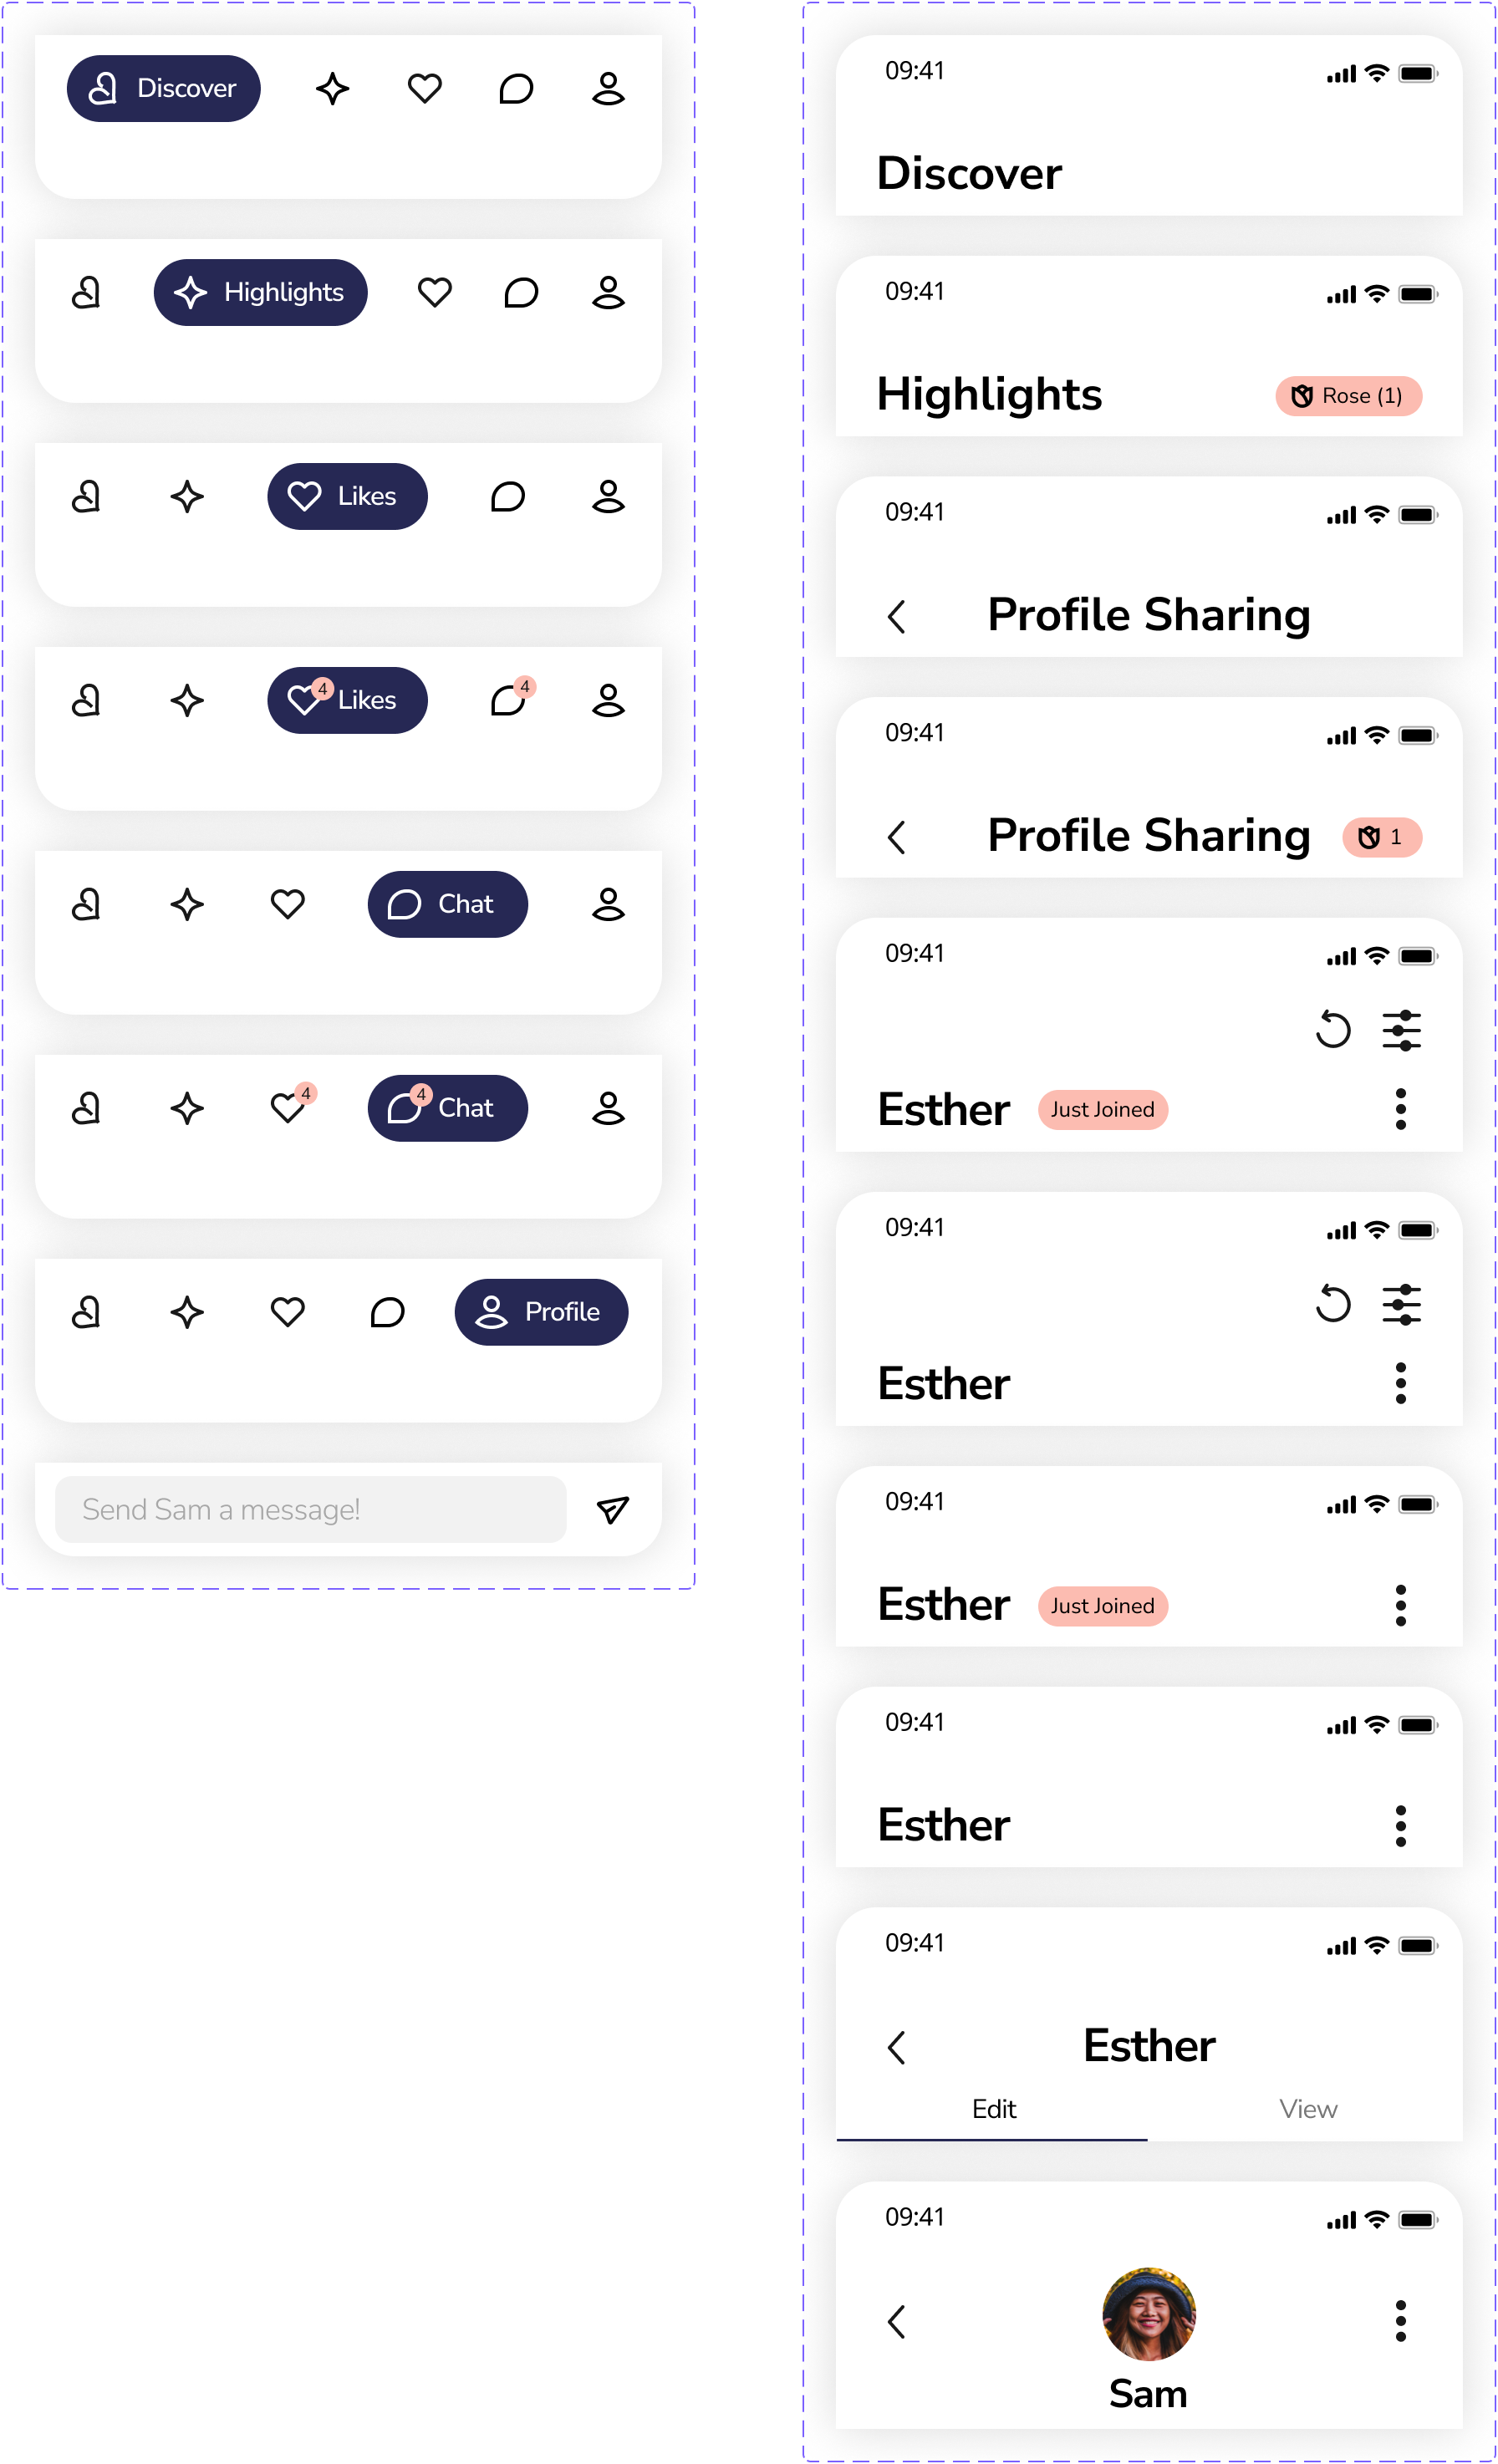 Discover
Highlights
Likes
4
Likes
4
Chat
4
4
Chat
Profile
Send Sam a message!
09:41
Discover
09:41
Highlights
Rose (1)
09:41
Profile Sharing
09:41
Profile Sharing
1
09:41
Esther
Just Joined
09:41
Esther
09:41
Esther
Just Joined
09:41
Esther
09:41
Esther
Edit
View
09:41
Sam